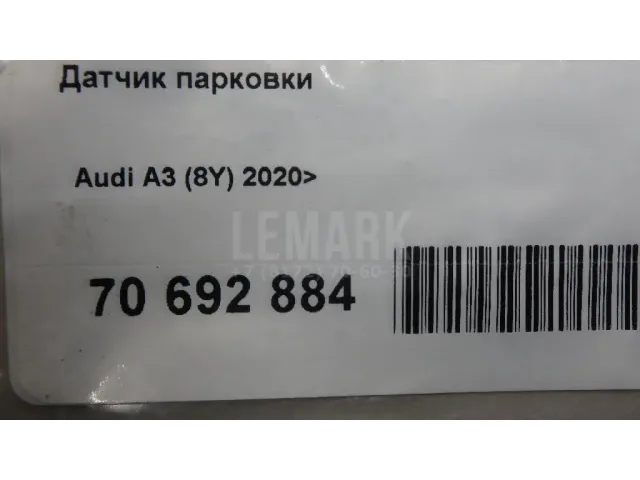 Датчик парковки
Audi A3 (8Y) 2020>
LEMARK
70 692 884